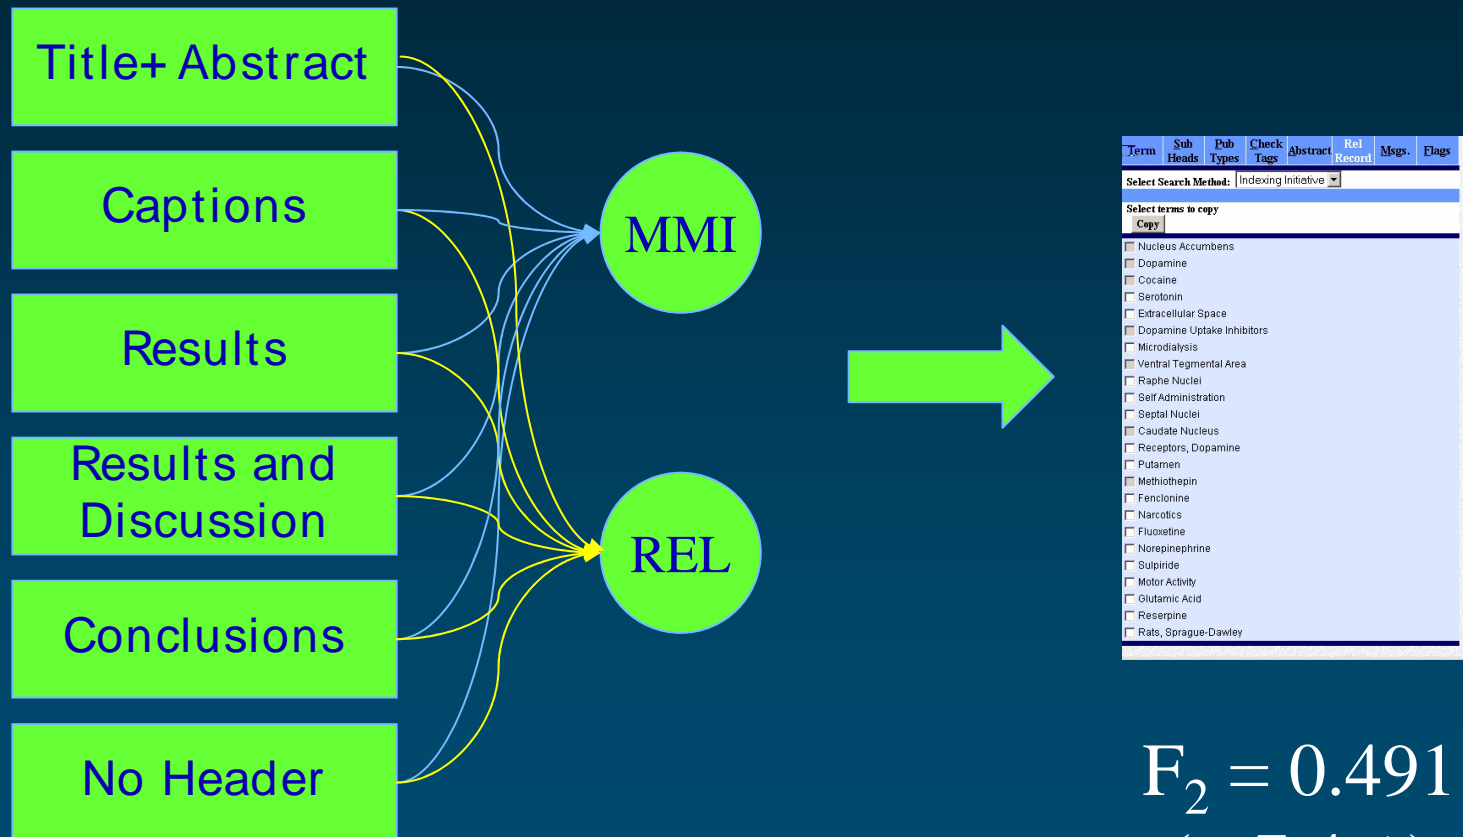 Title+ Abstract
Captions
Results
Results and
Discussion
Conclusions
No Header
MMI
REL
Term Sub Heads Pub Types Check Tags Abstract Rel Record Msgs. Flags
Select Search Method: Indexing Initiative
Select terms to copy
Copy
Nucleus Accumbens
Dopamine
Cocaine
Serotonin
Extracellular Space
Dopamine Uptake Inhibitors
Microdialysis
Ventral Tegmental Area
Raphe Nuclei
Self Administration
Septal Nuclei
Caudate Nucleus
Receptors, Dopamine
Putamen
Methiothepin
Fenclonine
Narcotics
Fluoxetine
Norepinephrine
Sulpiride
Motor Activity
Glutamic Acid
Reserpine
Rats, Sprague-Dawley
F2 = 0.491